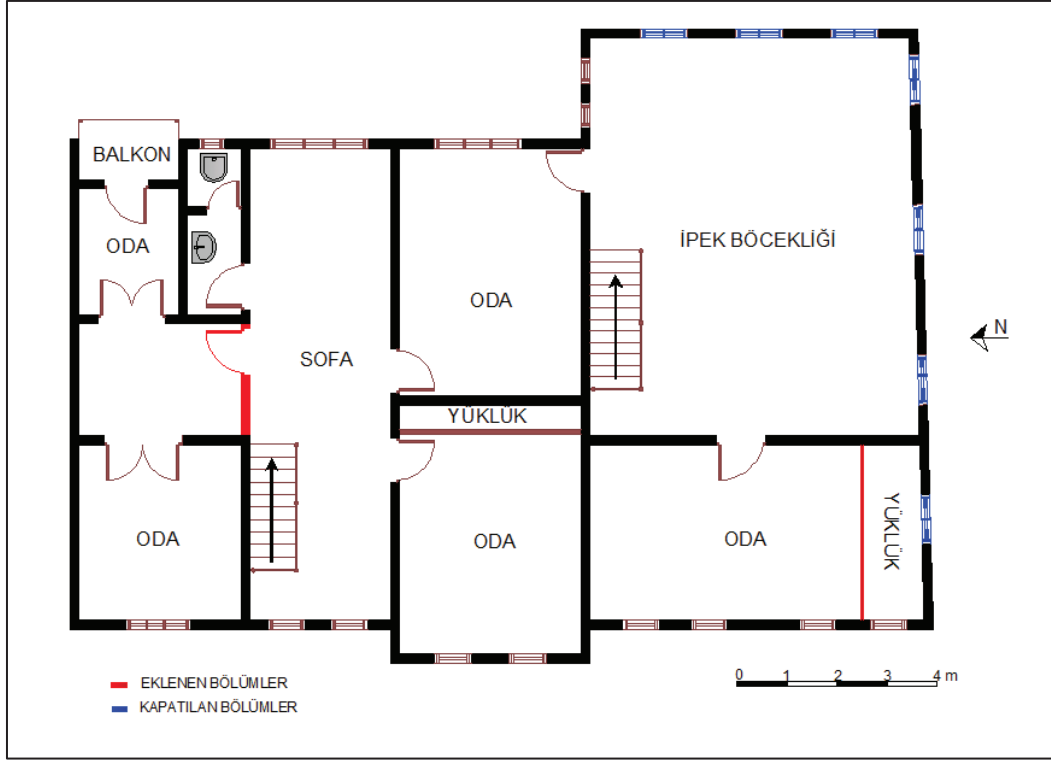 BALKON
ODA
SOFA
ODA
İPEK BÖCEKLİĞİ
N
YÜKLÜK
ODA
ODA
ODA
YÜKLÜK
0 1 2 3 4 m
EKLENEN BÖLÜMLER
KAPATILAN BÖLÜMLER